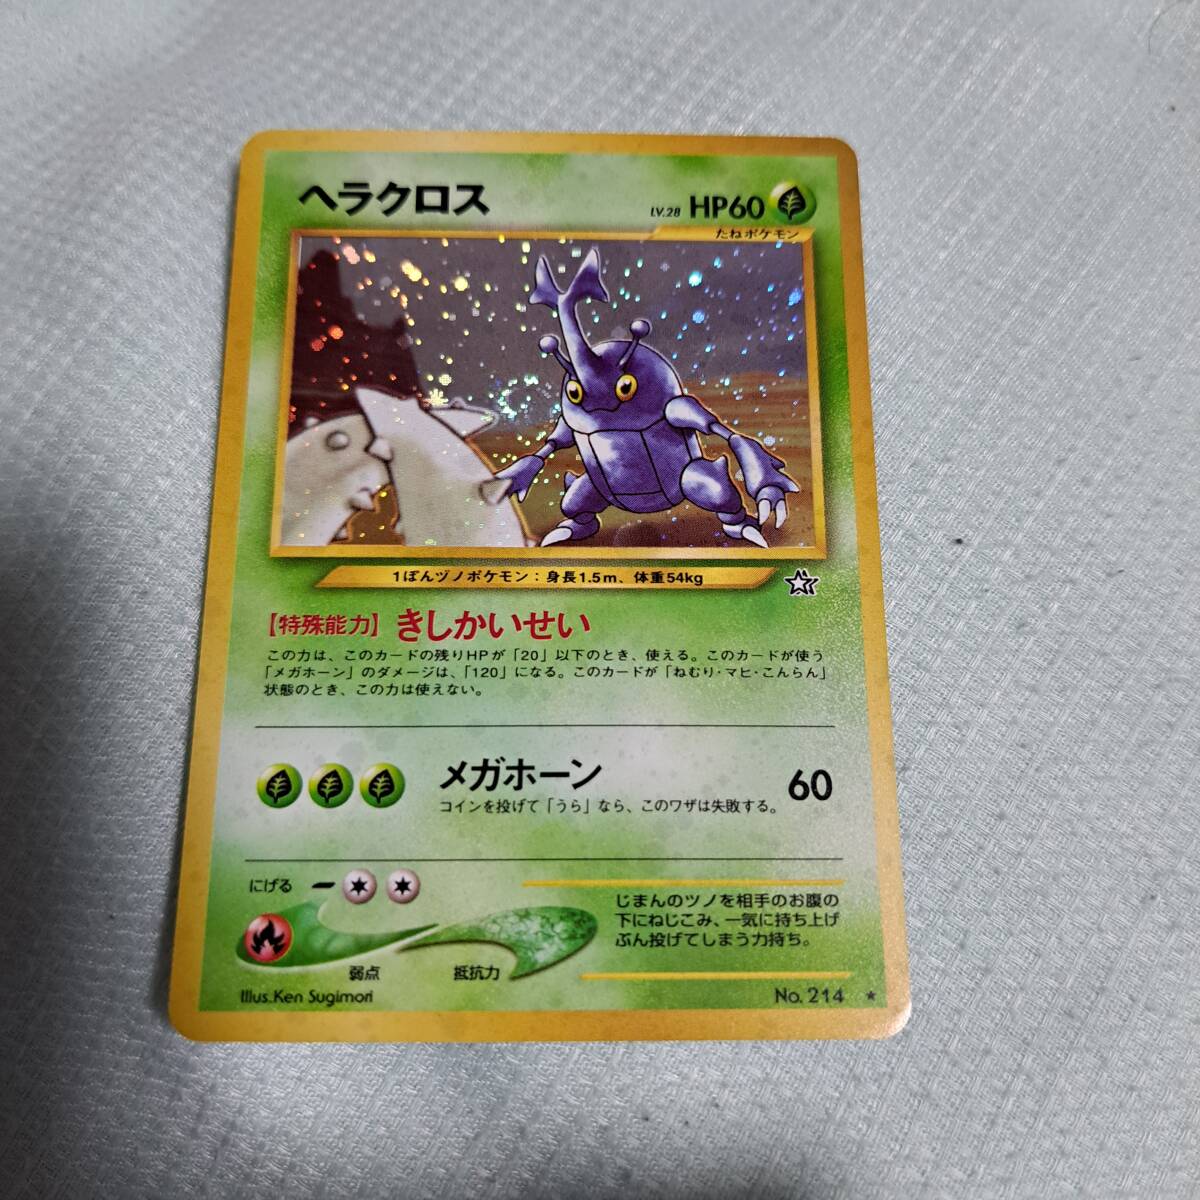 ヘラクロス
LV.28 HP60
たねポケモン
1ぽんヅノポケモン：身長1.5m、体重54kg
【特殊能力】きしかいせい
この力は、このカードの残りHPが「20」以下のとき、使える。このカードが使う
「メガホーン」のダメージは、「120」になる。このカードが「ねむり・マヒ・こんらん」
状態のとき、この力は使えない。
メガホーン 60
コインを投げて「うら」なら、このワザは失敗する。
にげる
弱点 抵抗力
じまんのツノを相手のお腹の
下にねじこみ、一気に持ち上げ
ぶん投げてしまう力持ち。
Illus.Ken Sugimori
No.214 ★